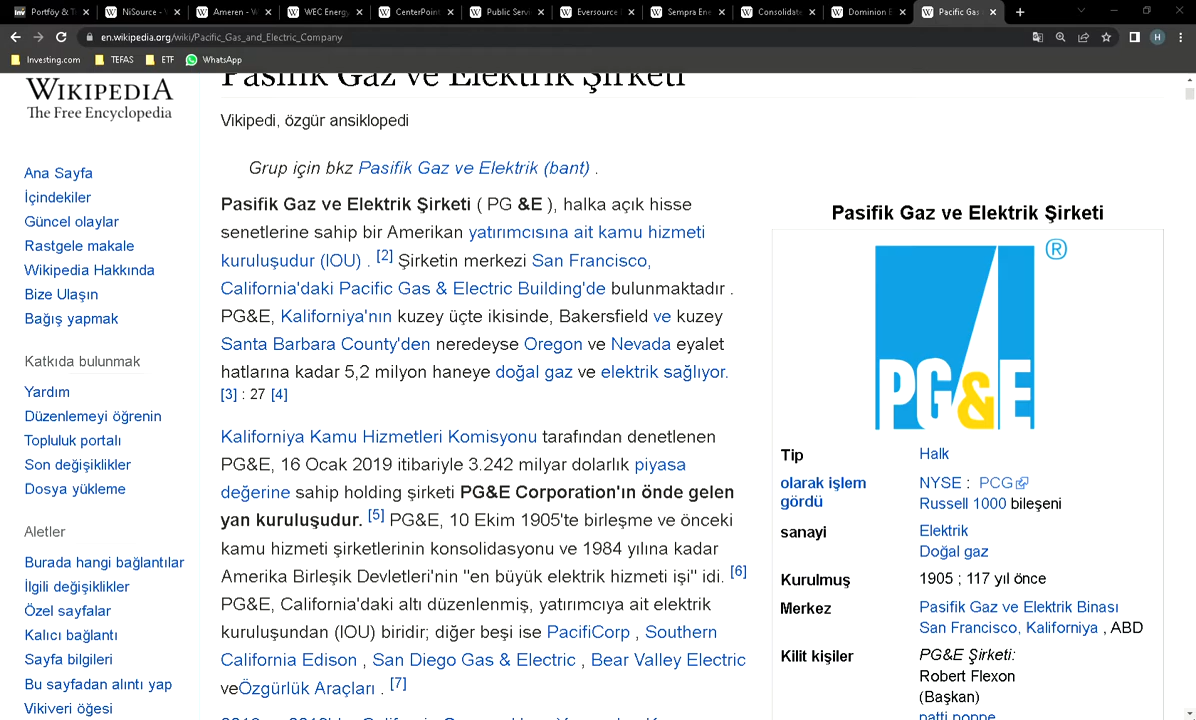 Portföy & T
NiSource - V
Ameren - V
WEC Energy
CenterPoint
Public Servi
Eversource
Sempra Ene
Consolidate
Dominion E
Pacific Gas
en.wikipedia.org/wiki/Pacific_Gas_and_Electric_Company
H
Investing.com TEFAS ETF WhatsApp
Pasifik Gaz ve Elektrik Şirketi
WIKIPEDIA
The Free Encyclopedia
Ana Sayfa
İçindekiler
Güncel olaylar
Rastgele makale
Wikipedia Hakkında
Bize Ulaşın
Bağış yapmak
Katkıda bulunmak
Yardım
Düzenlemeyi öğrenin
Topluluk portalı
Son değişiklikler
Dosya yükleme
Aletler
Burada hangi bağlantılar
İlgili değişiklikler
Özel sayfalar
Kalıcı bağlantı
Sayfa bilgileri
Bu sayfadan alıntı yap
Vikiveri öğesi
Vikipedi, özgür ansiklopedi
Grup için bkz Pasifik Gaz ve Elektrik (bant) .
Pasifik Gaz ve Elektrik Şirketi ( PG &E ), halka açık hisse
senetlerine sahip bir Amerikan yatırımcısına ait kamu hizmeti
kuruluşudur (IOU) . [2] Şirketin merkezi San Francisco,
California'daki Pacific Gas & Electric Building'de bulunmaktadır .
PG&E, Kaliforniya'nın kuzey üçte ikisinde, Bakersfield ve kuzey
Santa Barbara County'den neredeyse Oregon ve Nevada eyalet
hatlarına kadar 5,2 milyon haneye doğal gaz ve elektrik sağlıyor.
[3] : 27 [4]
Kaliforniya Kamu Hizmetleri Komisyonu tarafından denetlenen
PG&E, 16 Ocak 2019 itibariyle 3.242 milyar dolarlık piyasa
değerine sahip holding şirketi PG&E Corporation'ın önde gelen
yan kuruluşudur. [5] PG&E, 10 Ekim 1905'te birleşme ve önceki
kamu hizmeti şirketlerinin konsolidasyonu ve 1984 yılına kadar
Amerika Birleşik Devletleri'nin "en büyük elektrik hizmeti işi" idi. [6]
PG&E, California'daki altı düzenlenmiş, yatırımcıya ait elektrik
kuruluşundan (IOU) biridir; diğer beşi ise PacifiCorp , Southern
California Edison , San Diego Gas & Electric , Bear Valley Electric
veÖzgürlük Araçları . [7]
Pasifik Gaz ve Elektrik Şirketi
PG&E ®
Tip Halk
olarak işlem gördü NYSE : PCG
Russell 1000 bileşeni
sanayi Elektrik
Doğal gaz
Kurulmuş 1905 ; 117 yıl önce
Merkez Pasifik Gaz ve Elektrik Binası
San Francisco, Kaliforniya , ABD
Kilit kişiler PG&E Şirketi:
Robert Flexon
(Başkan)
patti poppe